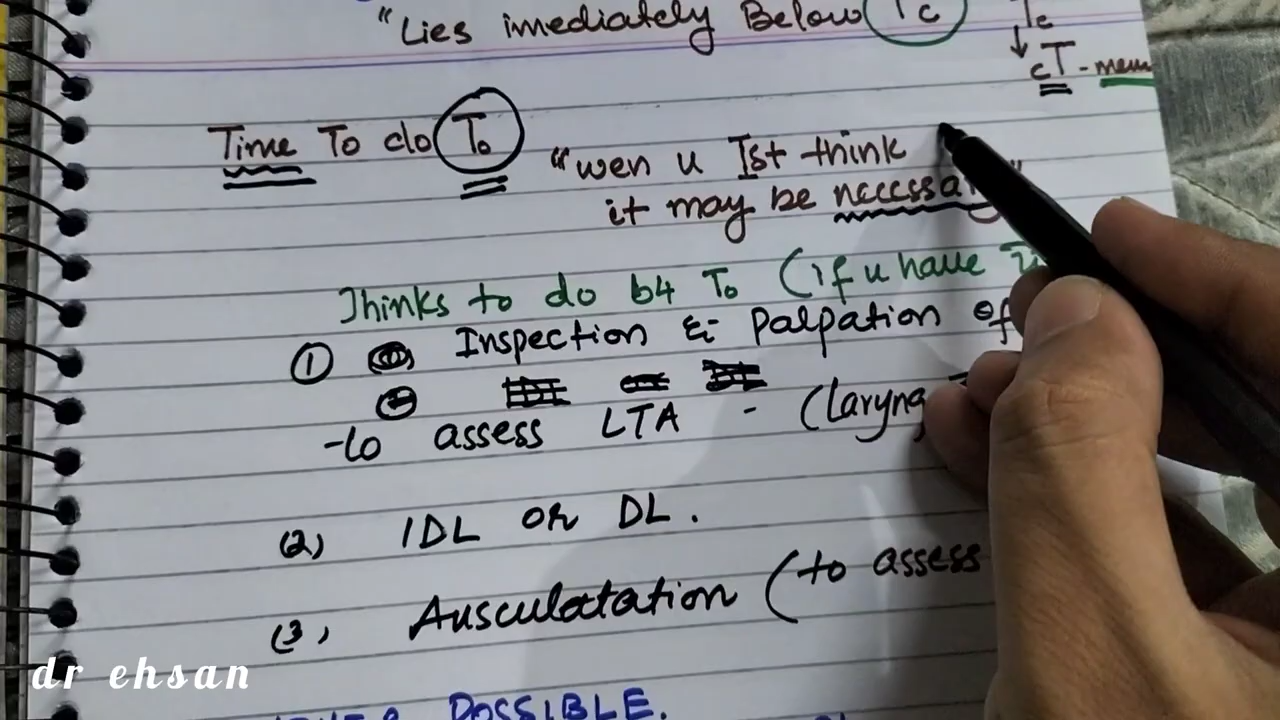 "Lies imediately Below Tc
Tc
cT - mem
Time To do To
"wen u Ist think
it may be necessary"
Thinks to do b4 To (if u have Ti
① Inspection & palpation of
- to assess LTA - (laryng
(2) IDL or DL.
(3, Ausculatation (to assess
POSSIBLE.
dr ehsan